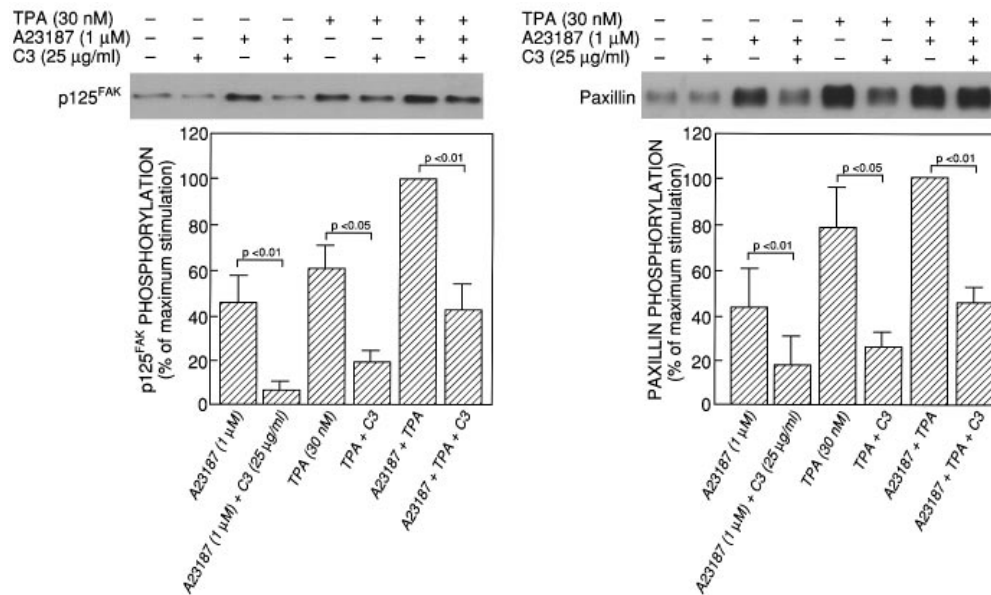 TPA (30 nM) – – – – + + + +
A23187 (1 µM) – – + + – – + +
C3 (25 µg/ml) – + – + – + – +
p125FAK
p125FAK PHOSPHORYLATION
(% of maximum stimulation)
120
100
80
60
40
20
0
p <0.01
p <0.05
p <0.01
A23187 (1 µM)
A23187 (1 µM) + C3 (25 µg/ml)
TPA (30 nM)
TPA + C3
A23187 + TPA
A23187 + TPA + C3
TPA (30 nM) – – – – + + + +
A23187 (1 µM) – – + + – – + +
C3 (25 µg/ml) – + – + – + – +
Paxillin
PAXILLIN PHOSPHORYLATION
(% of maximum stimulation)
120
100
80
60
40
20
0
p <0.01
p <0.05
p <0.01
A23187 (1 µM)
A23187 (1 µM) + C3 (25 µg/ml)
TPA (30 nM)
TPA + C3
A23187 + TPA
A23187 + TPA + C3